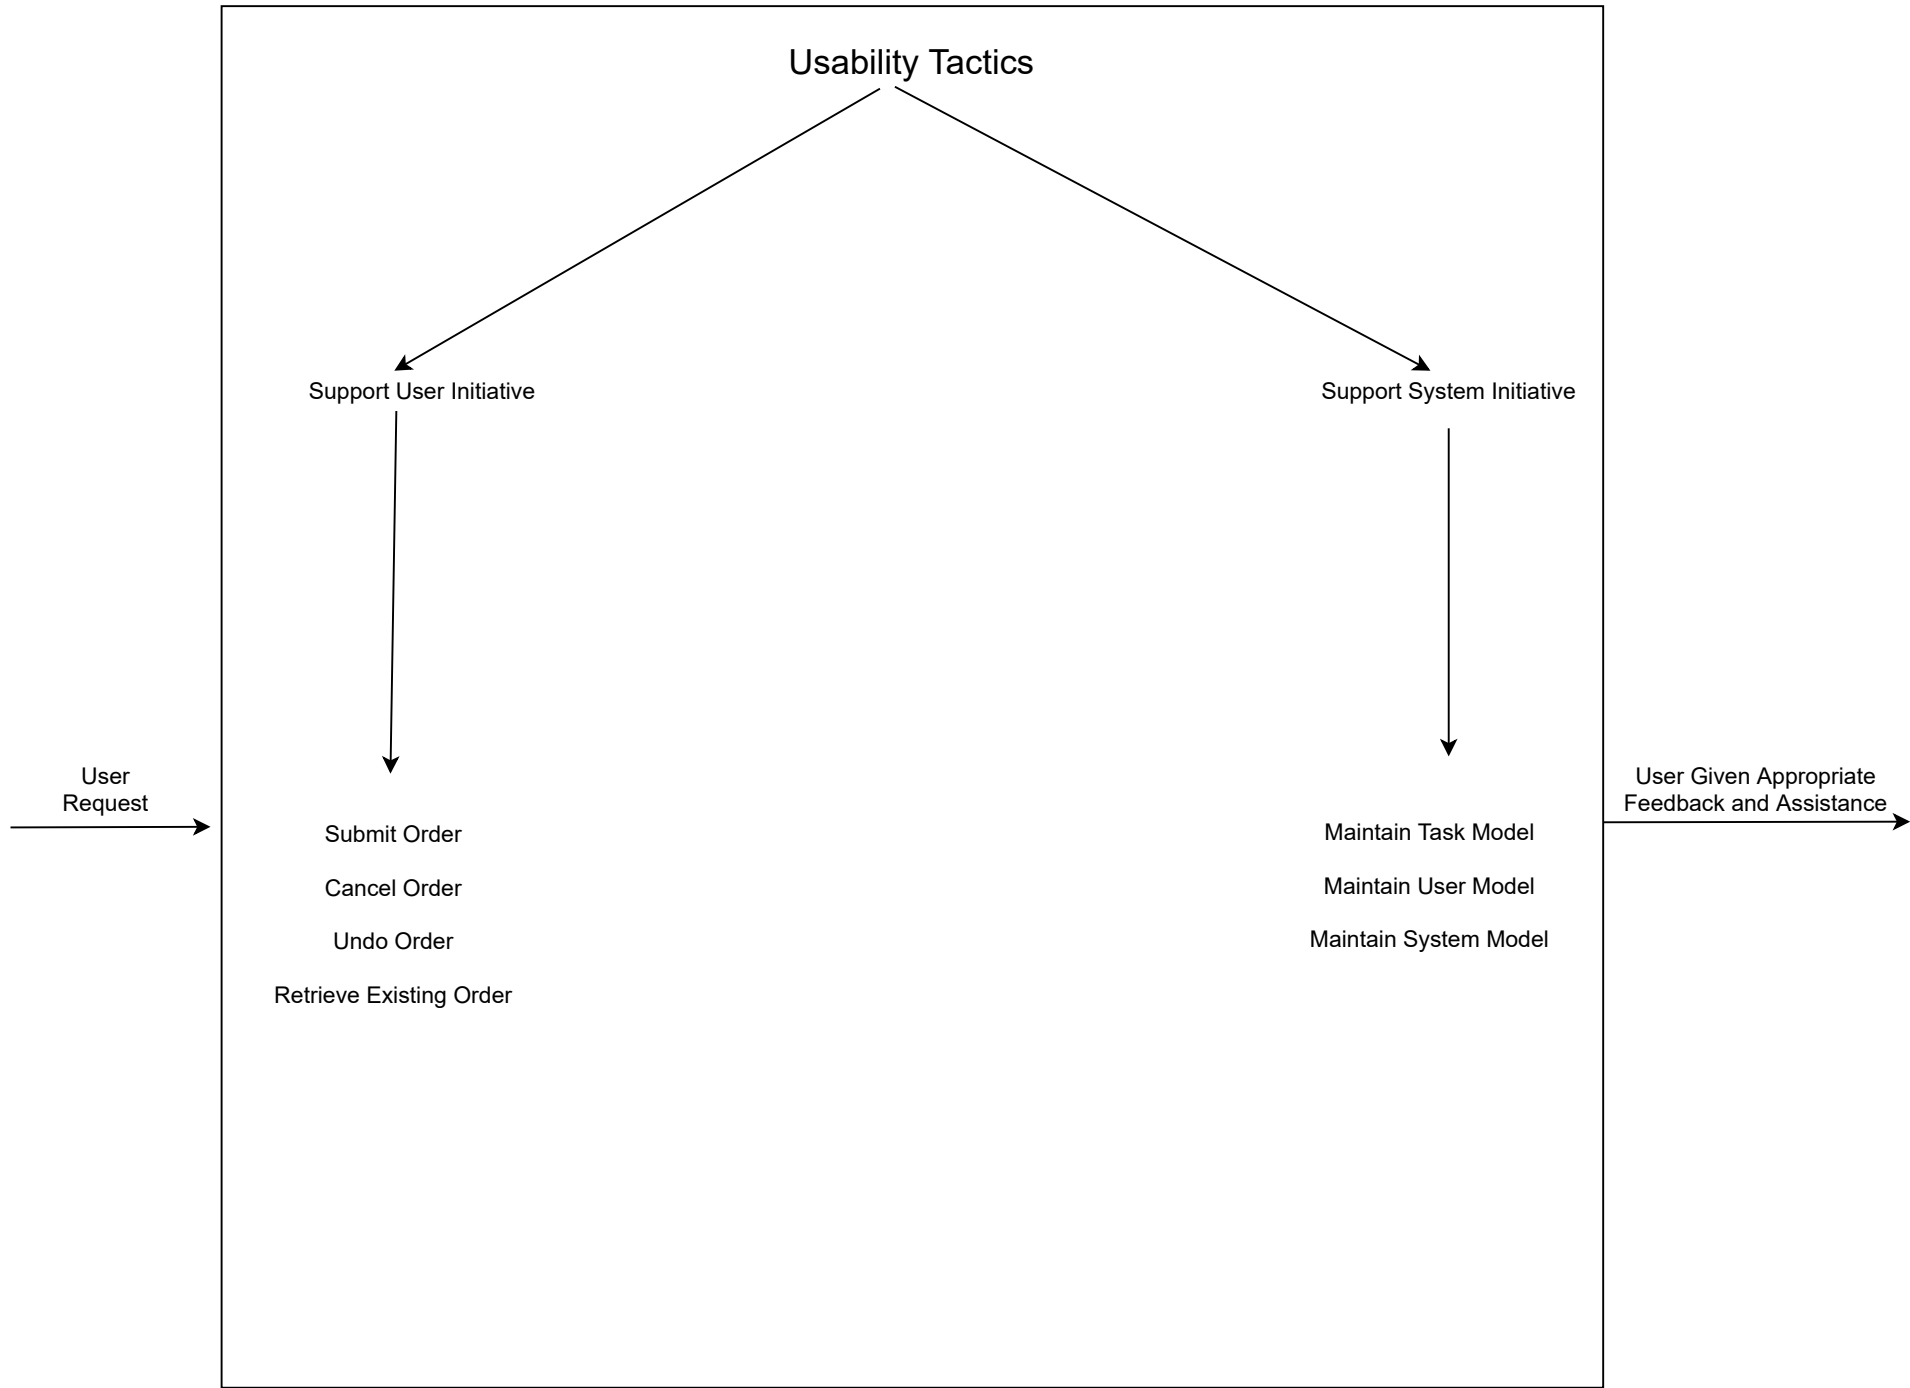 Usability Tactics
Support User Initiative
Support System Initiative
User
Request
Submit Order
Cancel Order
Undo Order
Retrieve Existing Order
Maintain Task Model
Maintain User Model
Maintain System Model
User Given Appropriate
Feedback and Assistance